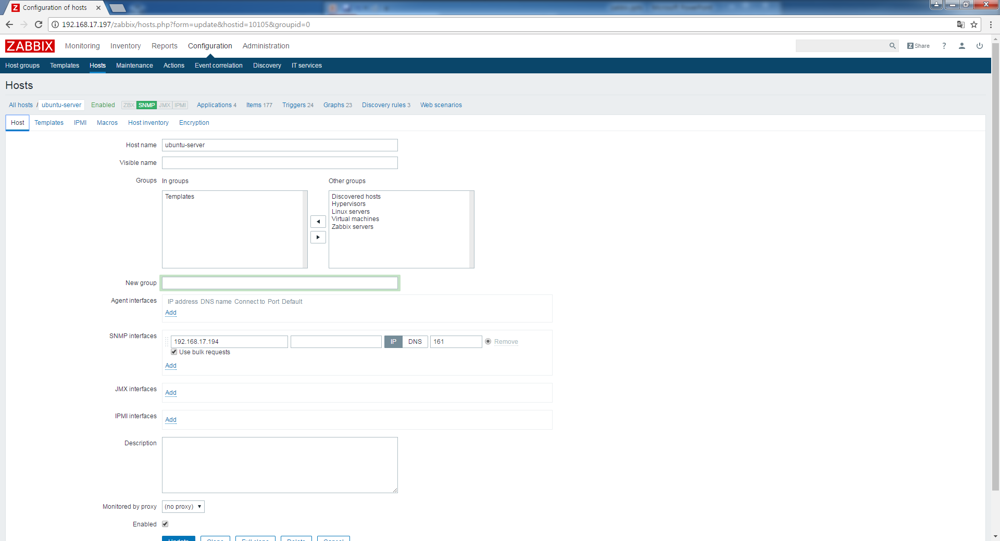 Configuration of hosts
192.168.17.197/zabbix/hosts.php?form=update&hostid=10105&groupid=0
ZABBIX Monitoring Inventory Reports Configuration Administration Z Share ?
Host groups Templates Hosts Maintenance Actions Event correlation Discovery IT services
Hosts
All hosts / ubuntu-server Enabled ZBX SNMP JMX IPMI Applications 4 Items 177 Triggers 24 Graphs 23 Discovery rules 3 Web scenarios
Host Templates IPMI Macros Host inventory Encryption
Host name ubuntu-server
Visible name
Groups In groups Other groups
Templates
Discovered hosts
Hypervisors
Linux servers
Virtual machines
Zabbix servers
New group
Agent interfaces IP address DNS name Connect to Port Default
Add
SNMP interfaces 192.168.17.194 IP DNS 161 Remove
Use bulk requests
Add
JMX interfaces Add
IPMI interfaces Add
Description
Monitored by proxy (no proxy)
Enabled
Update Clone Full clone Delete Cancel